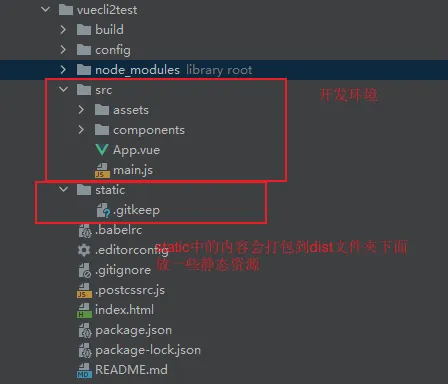 vuecli2test
build
config
node_modules library root
src
开发环境
assets
components
App.vue
main.js
static
.gitkeep
static中的内容会打包到dist文件夹下面
放一些静态资源
.babelrc
.editorconfig
.gitignore
.postcssrc.js
index.html
package.json
package-lock.json
README.md